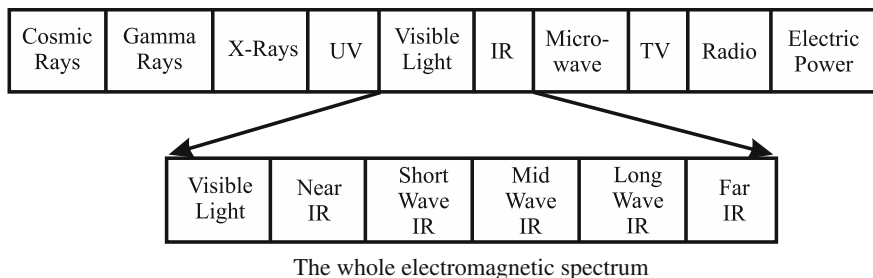 Cosmic Rays
Gamma Rays
X-Rays
UV
Visible Light
IR
Micro-
wave
TV
Radio
Electric Power
Visible Light
Near IR
Short Wave IR
Mid Wave IR
Long Wave IR
Far IR
The whole electromagnetic spectrum